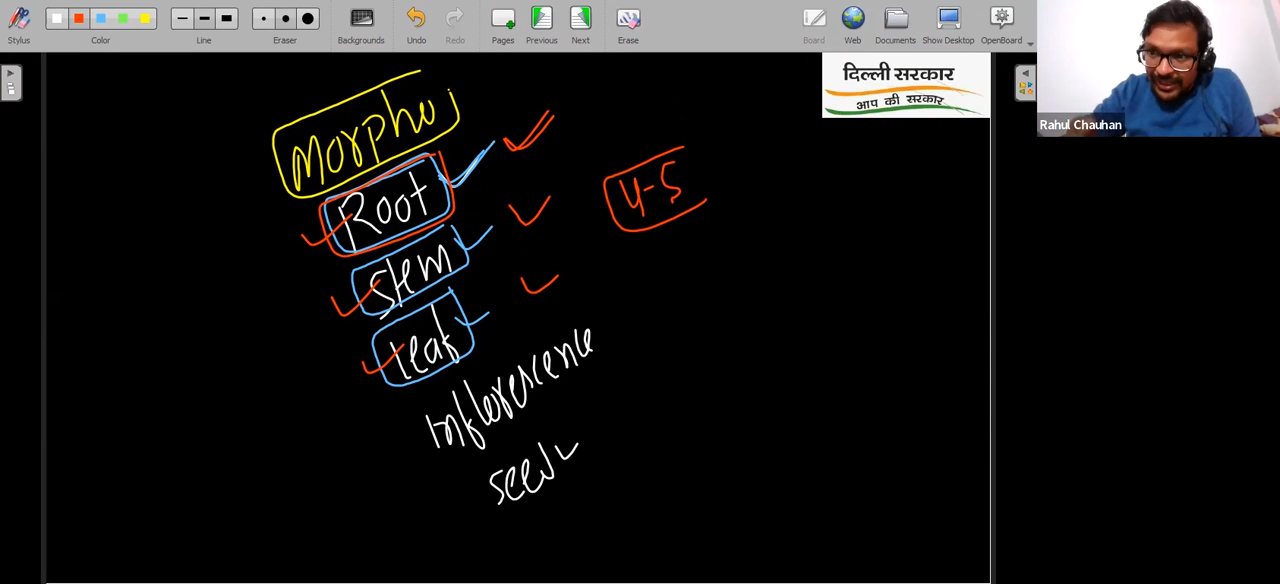 Stylus
Color
Line
Eraser
Backgrounds
Undo
Redo
Pages
Previous
Next
Erase
Board
Web
Documents
Show Desktop
OpenBoard
दिल्ली सरकार
आप की सरकार
Rahul Chauhan
Morpho
Root
4-5
Stem
Leaf
Inflorescence